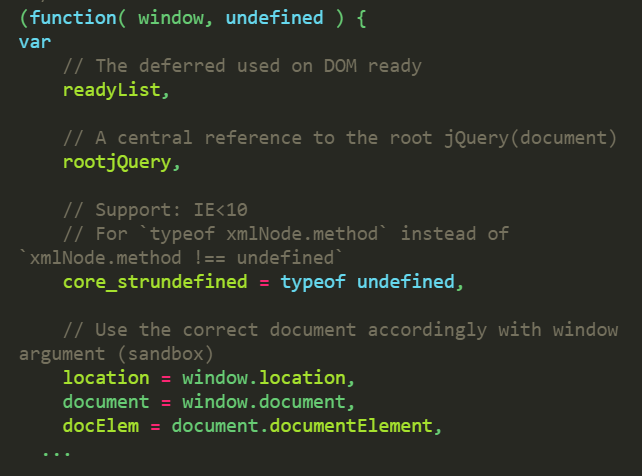 (function( window, undefined ) {
var
    // The deferred used on DOM ready
    readyList,

    // A central reference to the root jQuery(document)
    rootjQuery,

    // Support: IE<10
    // For `typeof xmlNode.method` instead of
`xmlNode.method !== undefined`
    core_strundefined = typeof undefined,

    // Use the correct document accordingly with window
argument (sandbox)
    location = window.location,
    document = window.document,
    docElem = document.documentElement,
  ...